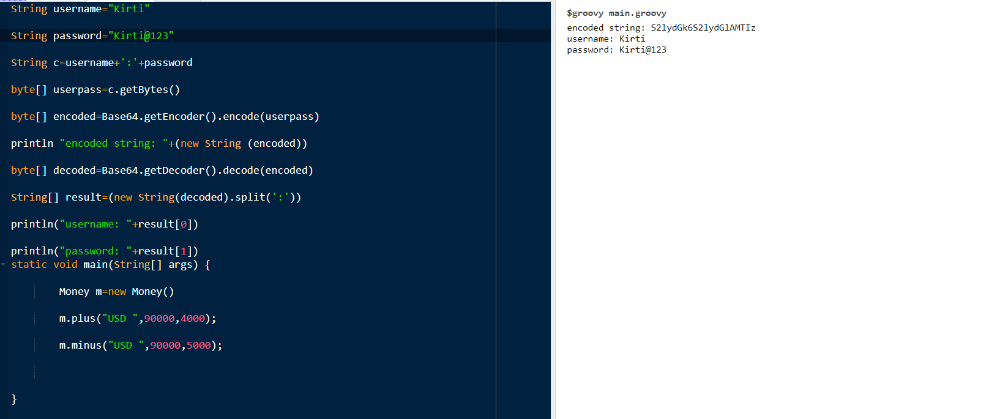 String username="Kirti"
String password="Kirti@123"
String c=username+':'+password
byte[] userpass=c.getBytes()
byte[] encoded=Base64.getEncoder().encode(userpass)
println "encoded string: "+(new String (encoded))
byte[] decoded=Base64.getDecoder().decode(encoded)
String[] result=(new String(decoded).split(':'))
println("username: "+result[0])
println("password: "+result[1])
static void main(String[] args) {
Money m=new Money()
m.plus("USD ",90000,4000);
m.minus("USD ",90000,5000);
}
$groovy main.groovy
encoded string: S2lydGk6S2lydGlAMTIz
username: Kirti
password: Kirti@123